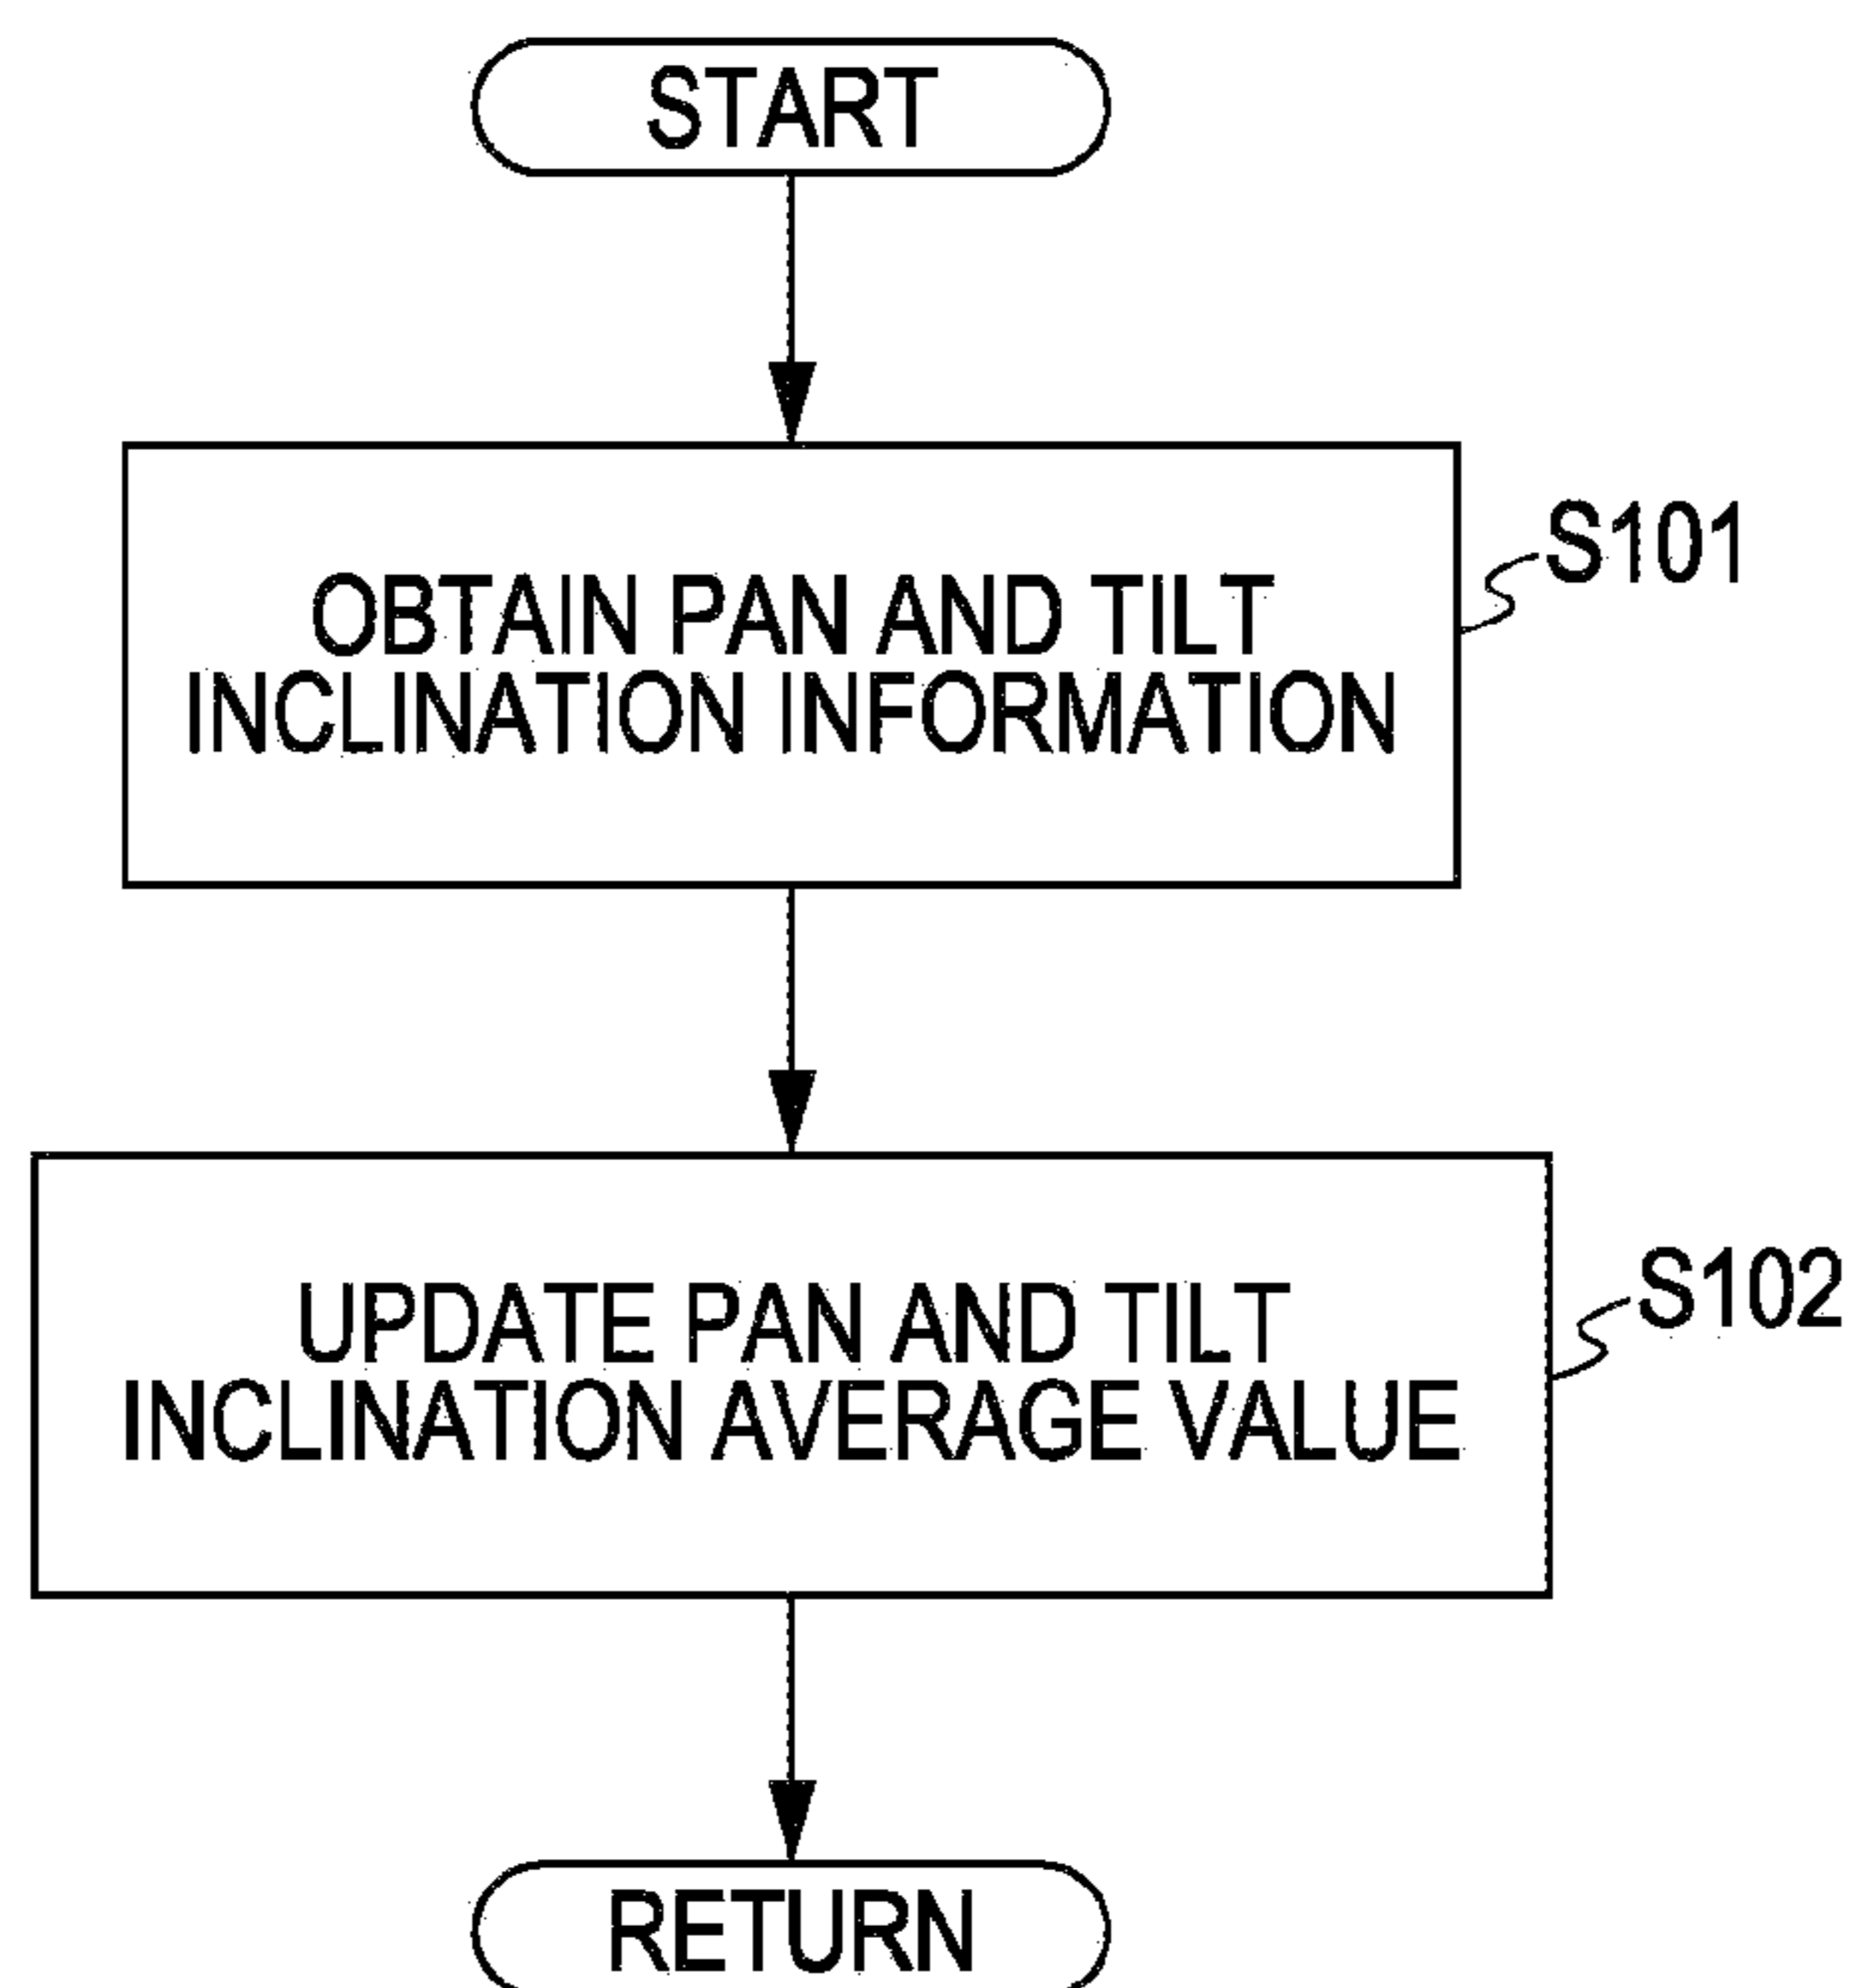 START
OBTAIN PAN AND TILT
INCLINATION INFORMATION
S101
UPDATE PAN AND TILT
INCLINATION AVERAGE VALUE
S102
RETURN